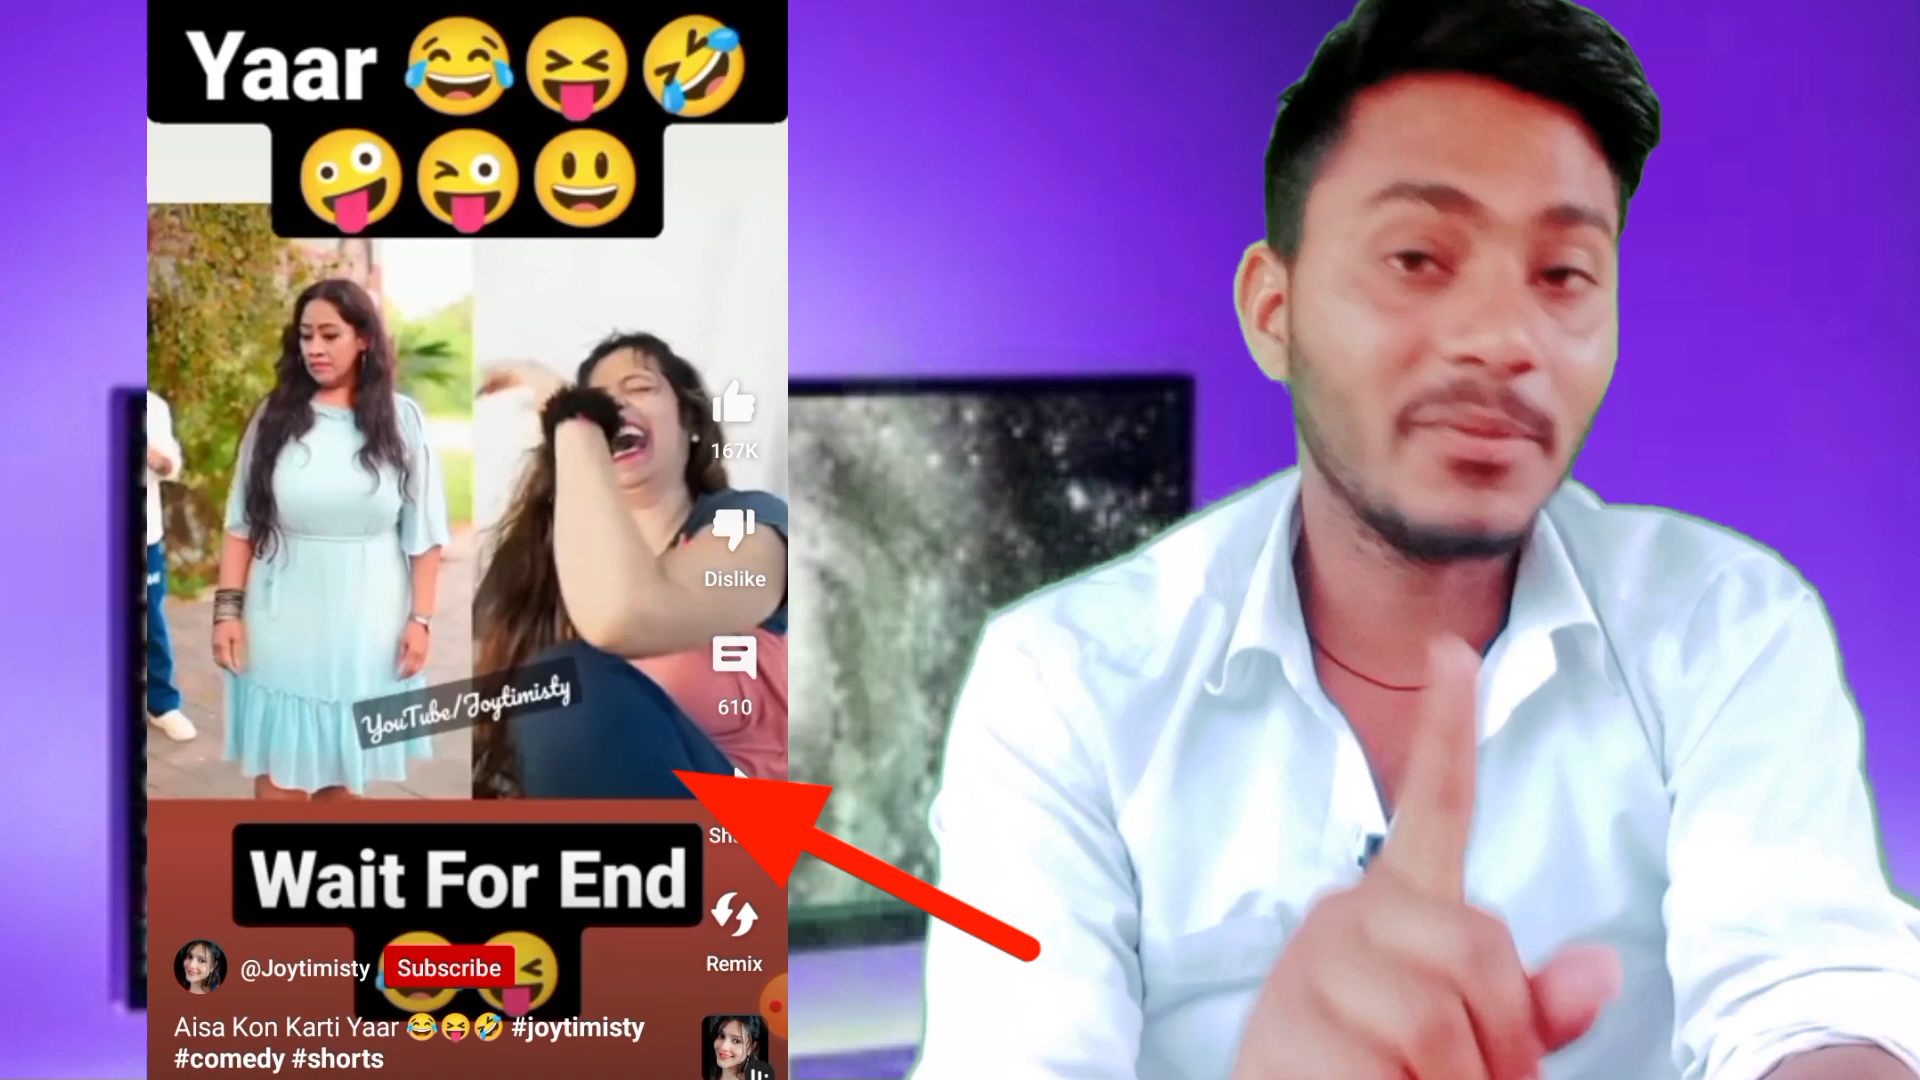 Yaar 😂😝🤣
🤪😜😃
167K
Dislike
YouTube/Joytimisty
610
Wait For End
Remix
@Joytimisty Subscribe
Aisa Kon Karti Yaar 😂😝🤣 #joytimisty
#comedy #shorts